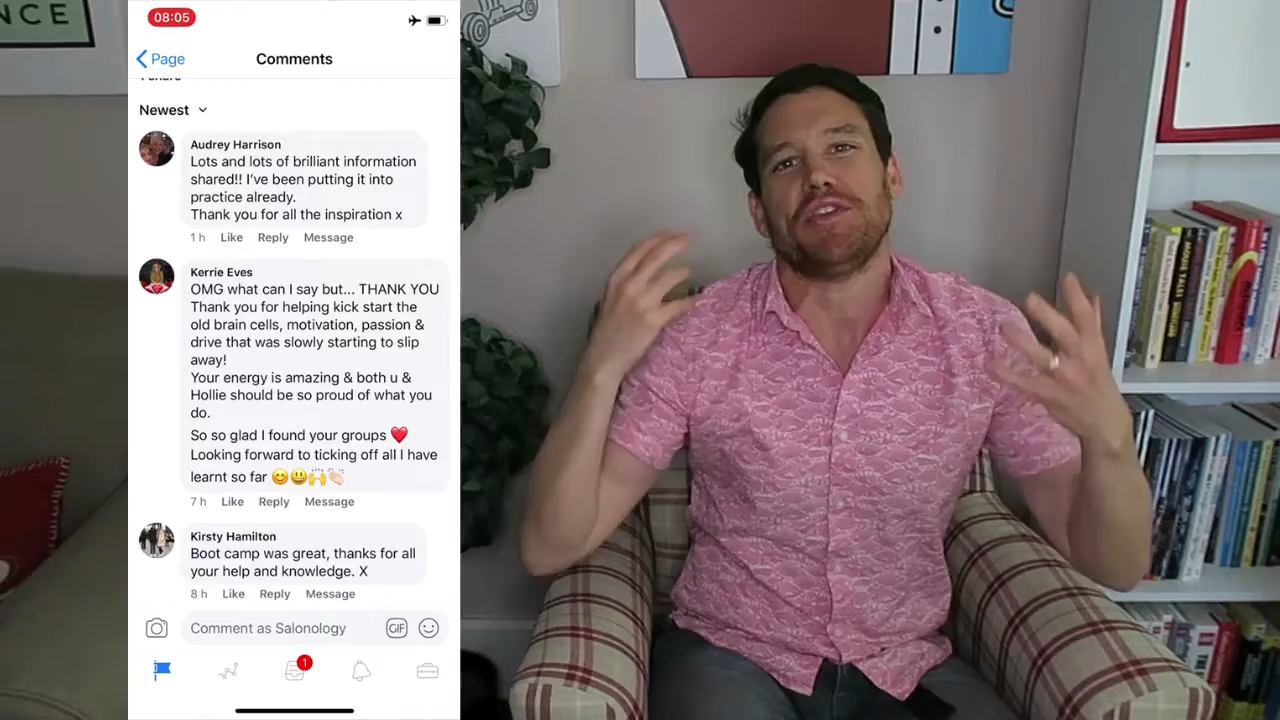 NCE
08:05
Page
Comments
Newest
Audrey Harrison
Lots and lots of brilliant information
shared!! I've been putting it into
practice already.
Thank you for all the inspiration x
1 h Like Reply Message
Kerrie Eves
OMG what can I say but... THANK YOU
Thank you for helping kick start the
old brain cells, motivation, passion &
drive that was slowly starting to slip
away!
Your energy is amazing & both u &
Hollie should be so proud of what you
do.
So so glad I found your groups ❤️
Looking forward to ticking off all I have
learnt so far 😊😃🙌👏🏻
7 h Like Reply Message
Kirsty Hamilton
Boot camp was great, thanks for all
your help and knowledge. X
8 h Like Reply Message
Comment as Salonology
GIF
1